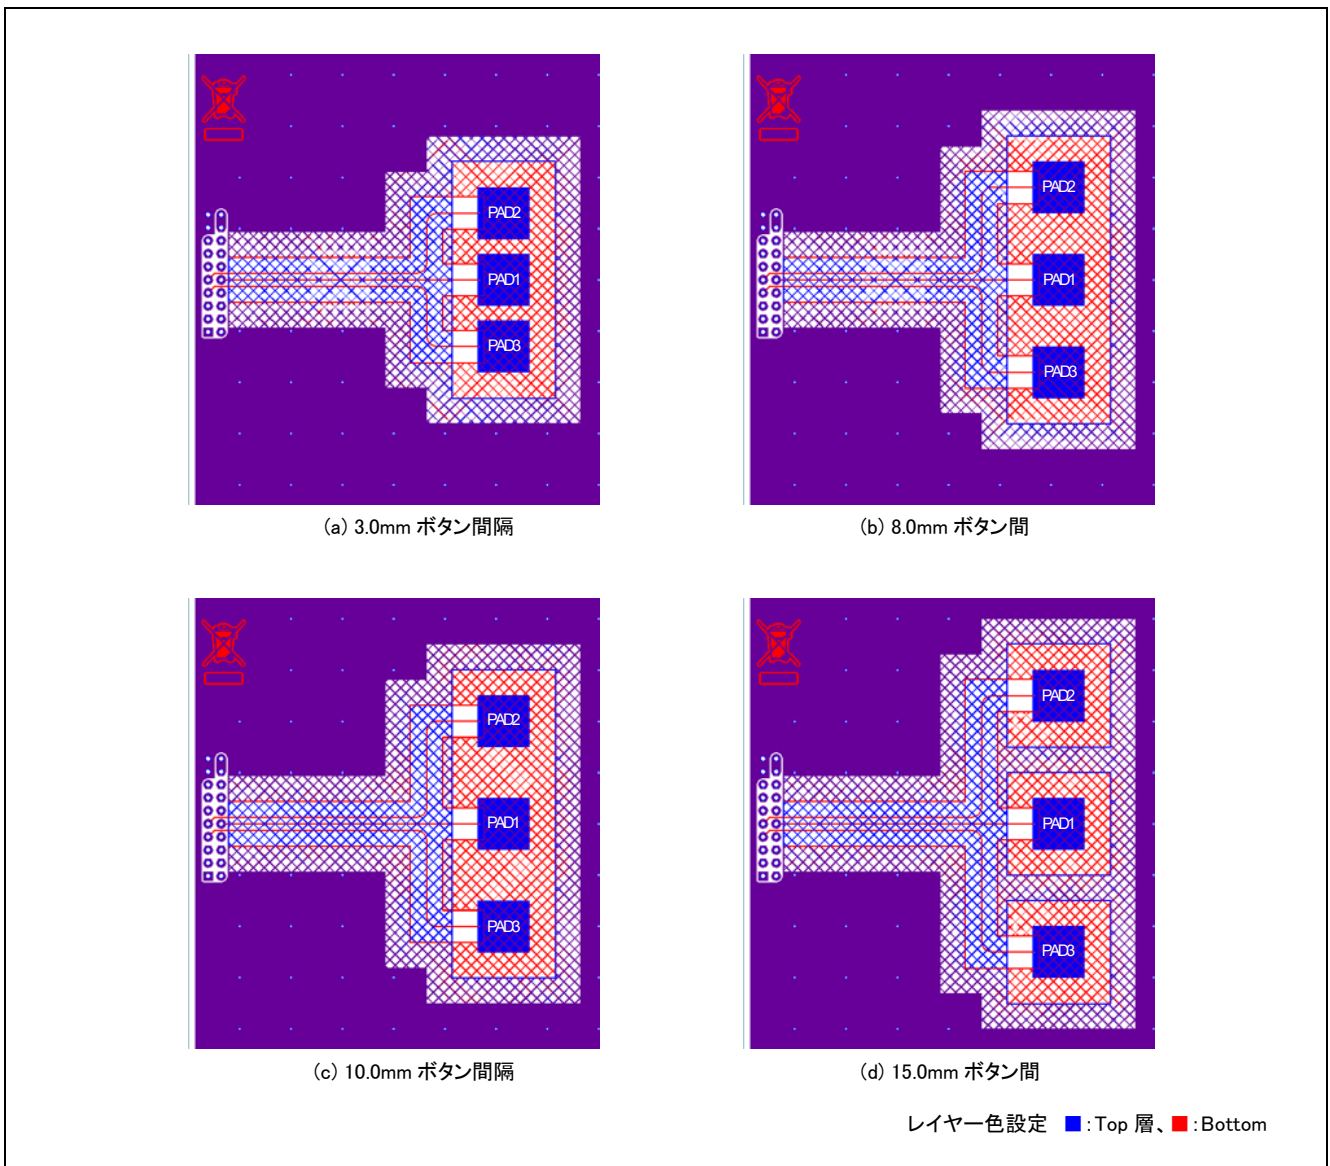 PAD2
PAD1
PAD3
(a) 3.0mm ボタン間隔
PAD2
PAD1
PAD3
(b) 8.0mm ボタン間
PAD2
PAD1
PAD3
(c) 10.0mm ボタン間隔
PAD2
PAD1
PAD3
(d) 15.0mm ボタン間
レイヤー色設定 ■:Top 層、■:Bottom